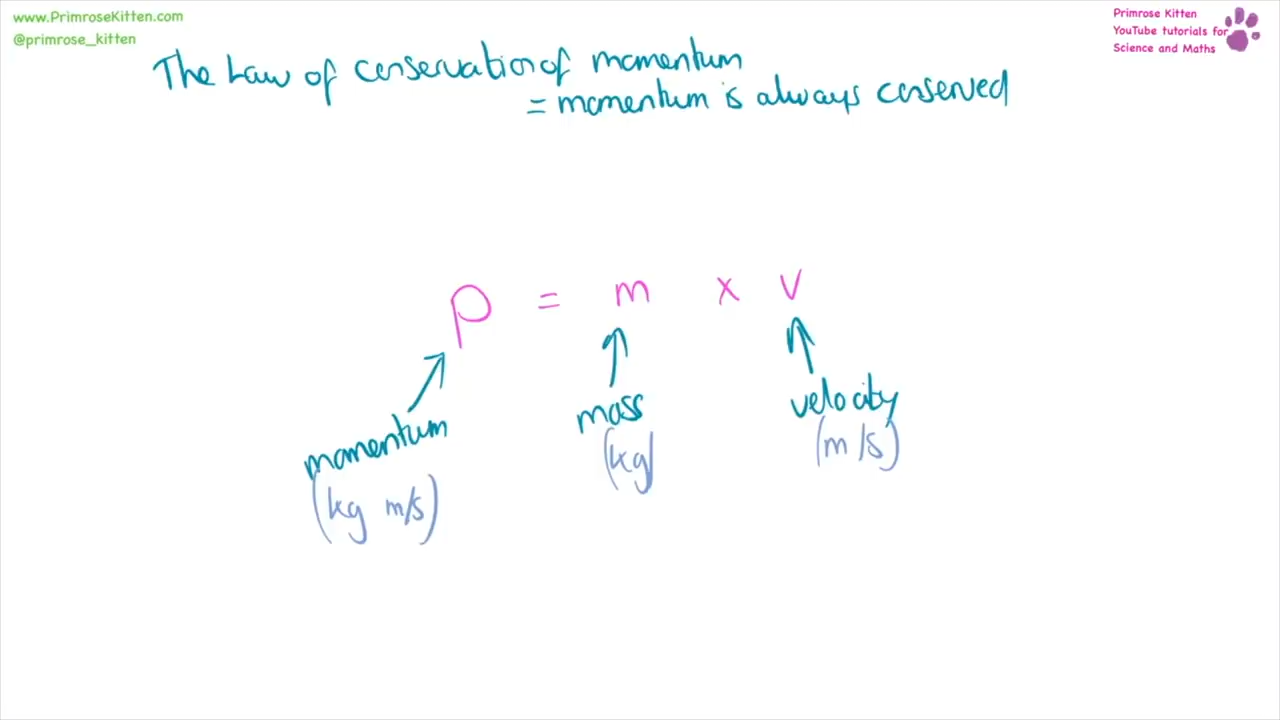 www.PrimroseKitten.com
@primrose_kitten
Primrose Kitten
YouTube tutorials for
Science and Maths
The Law of conservation of momentum
= momentum is always conserved
p = m x v
momentum
(kg m/s)
mass
(kg)
velocity
(m/s)